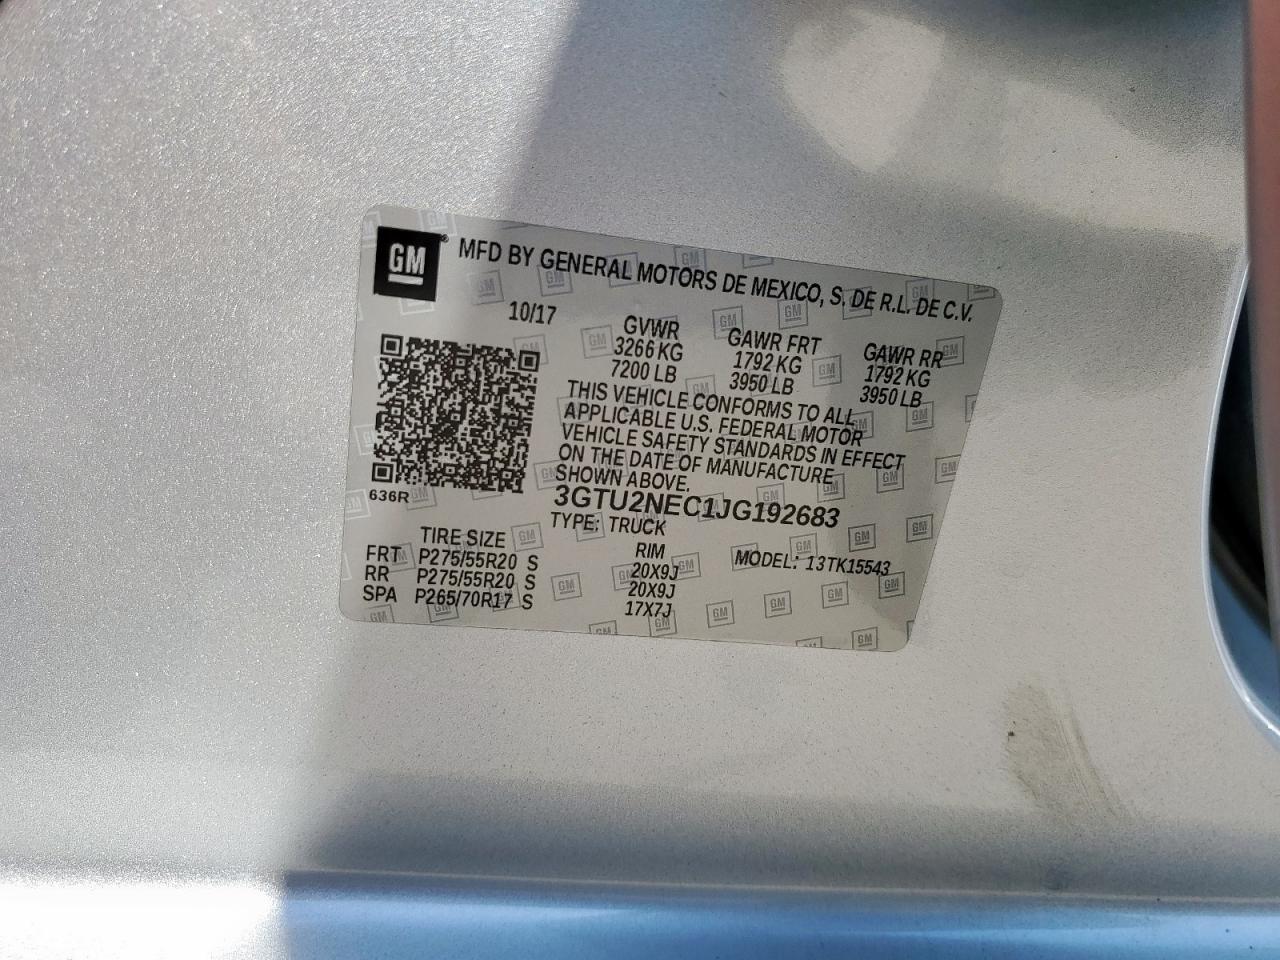 GM
MFD BY GENERAL MOTORS DE MEXICO, S. DE R.L. DE C.V.
10/17
GVWR GAWR FRT GAWR RR
3266 KG 1792 KG 1792 KG
7200 LB 3950 LB 3950 LB
THIS VEHICLE CONFORMS TO ALL
APPLICABLE U.S. FEDERAL MOTOR
VEHICLE SAFETY STANDARDS IN EFFECT
ON THE DATE OF MANUFACTURE
SHOWN ABOVE.
636R
3GTU2NEC1JG192683
TYPE: TRUCK
TIRE SIZE RIM MODEL: 13TK15543
FRT P275/55R20 S 20X9J
RR P275/55R20 S 20X9J
SPA P265/70R17 S 17X7J